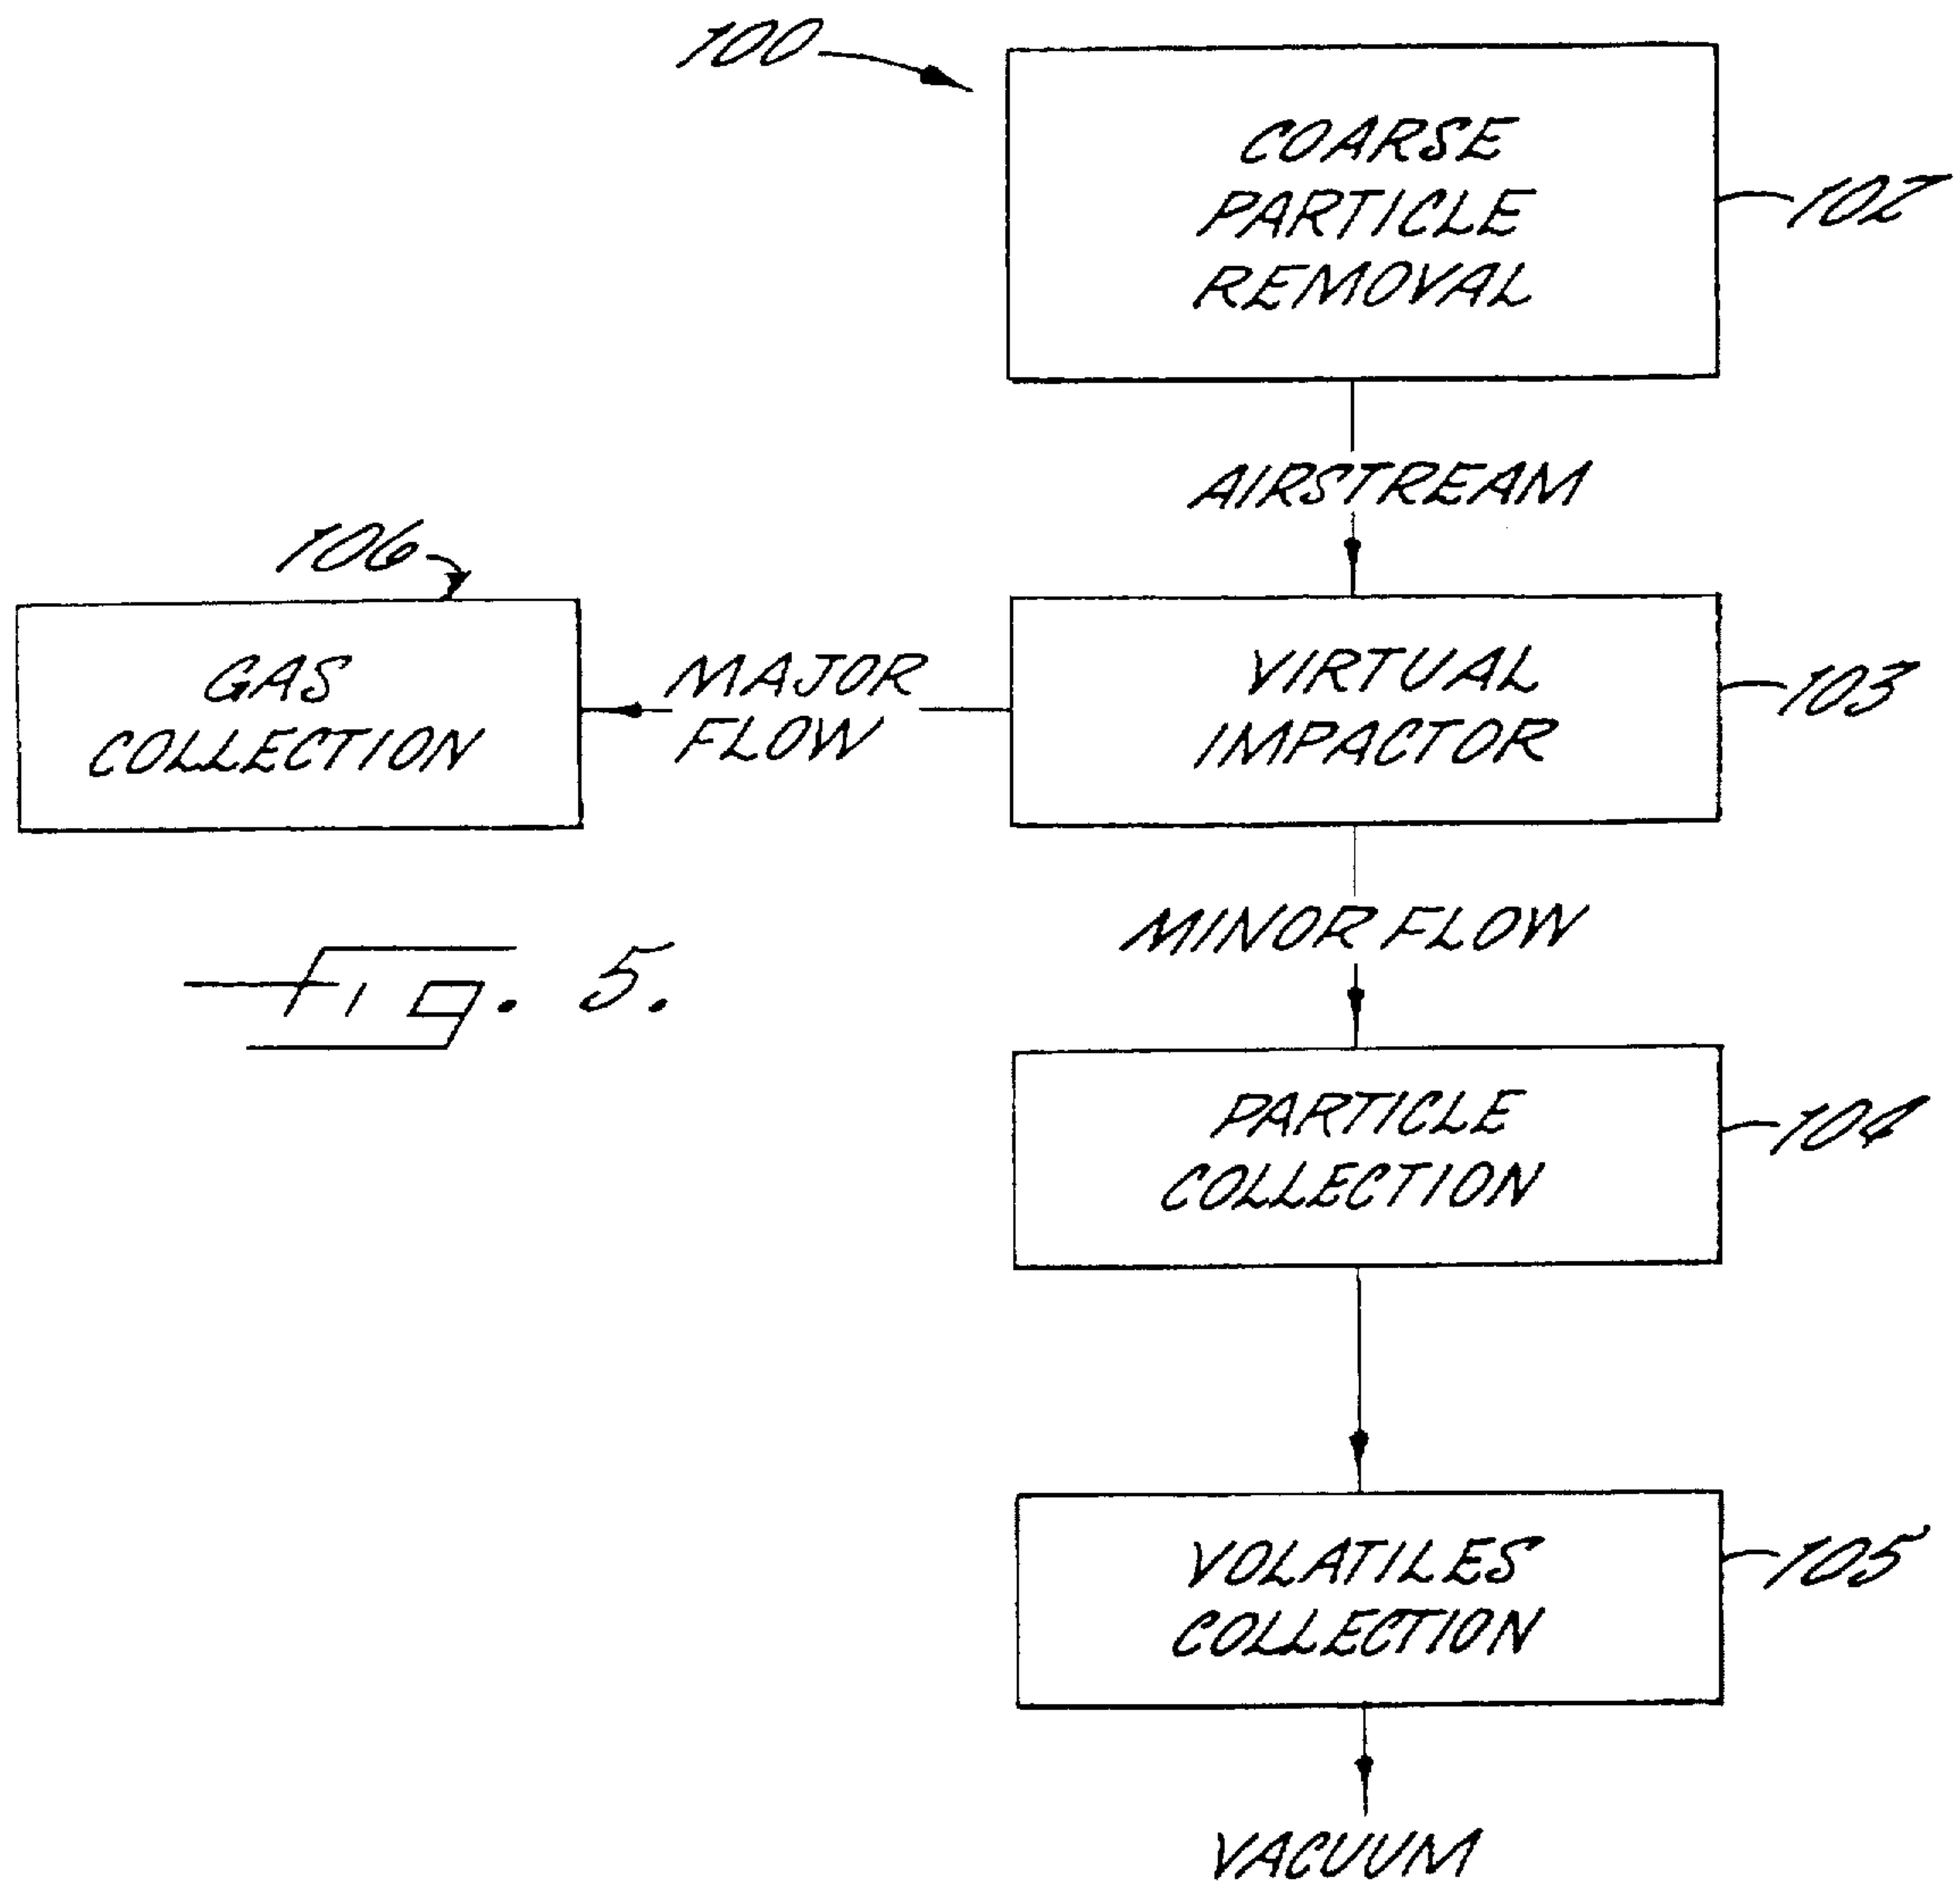 100
COARSE
PARTICLE
REMOVAL
102
AIRSTREAM
106
GAS
COLLECTION
MAJOR
FLOW
VIRTUAL
IMPACTOR
103
MINOR FLOW
Fig. 5.
PARTICLE
COLLECTION
104
VOLATILES
COLLECTION
105
VACUUM